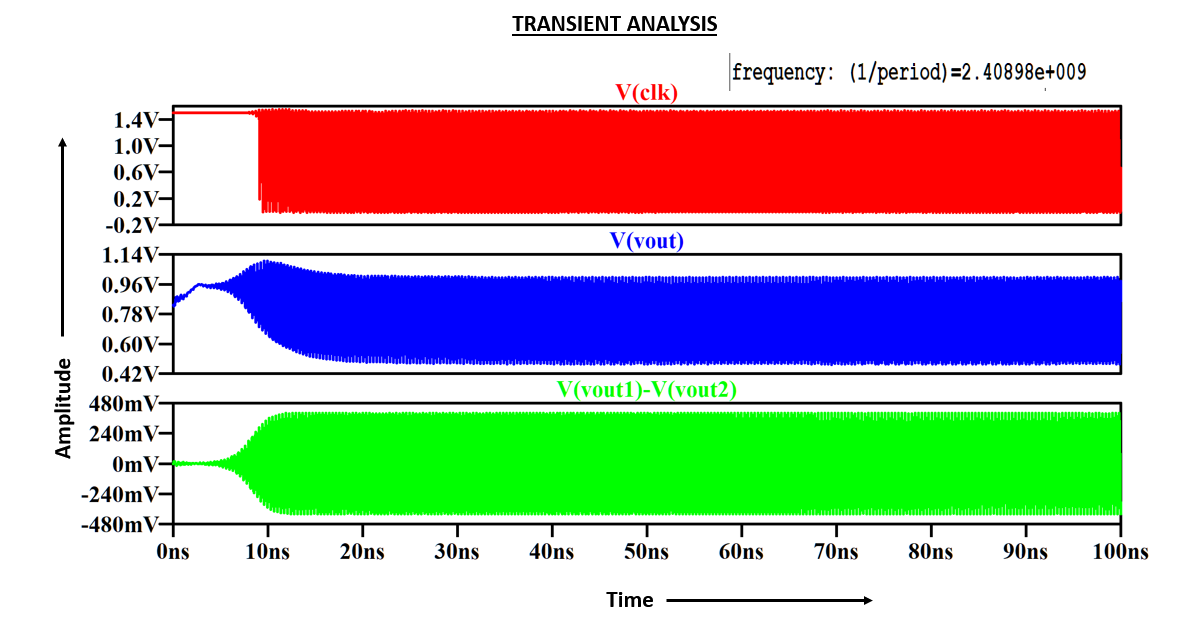 TRANSIENT ANALYSIS
frequency: (1/period)=2.40898e+009
V(clk)
1.4V
1.0V
0.6V
0.2V
-0.2V
V(vout)
1.14V
0.96V
0.78V
0.60V
0.42V
V(vout1)-V(vout2)
480mV
240mV
0mV
-240mV
-480mV
Amplitude
0ns 10ns 20ns 30ns 40ns 50ns 60ns 70ns 80ns 90ns 100ns
Time